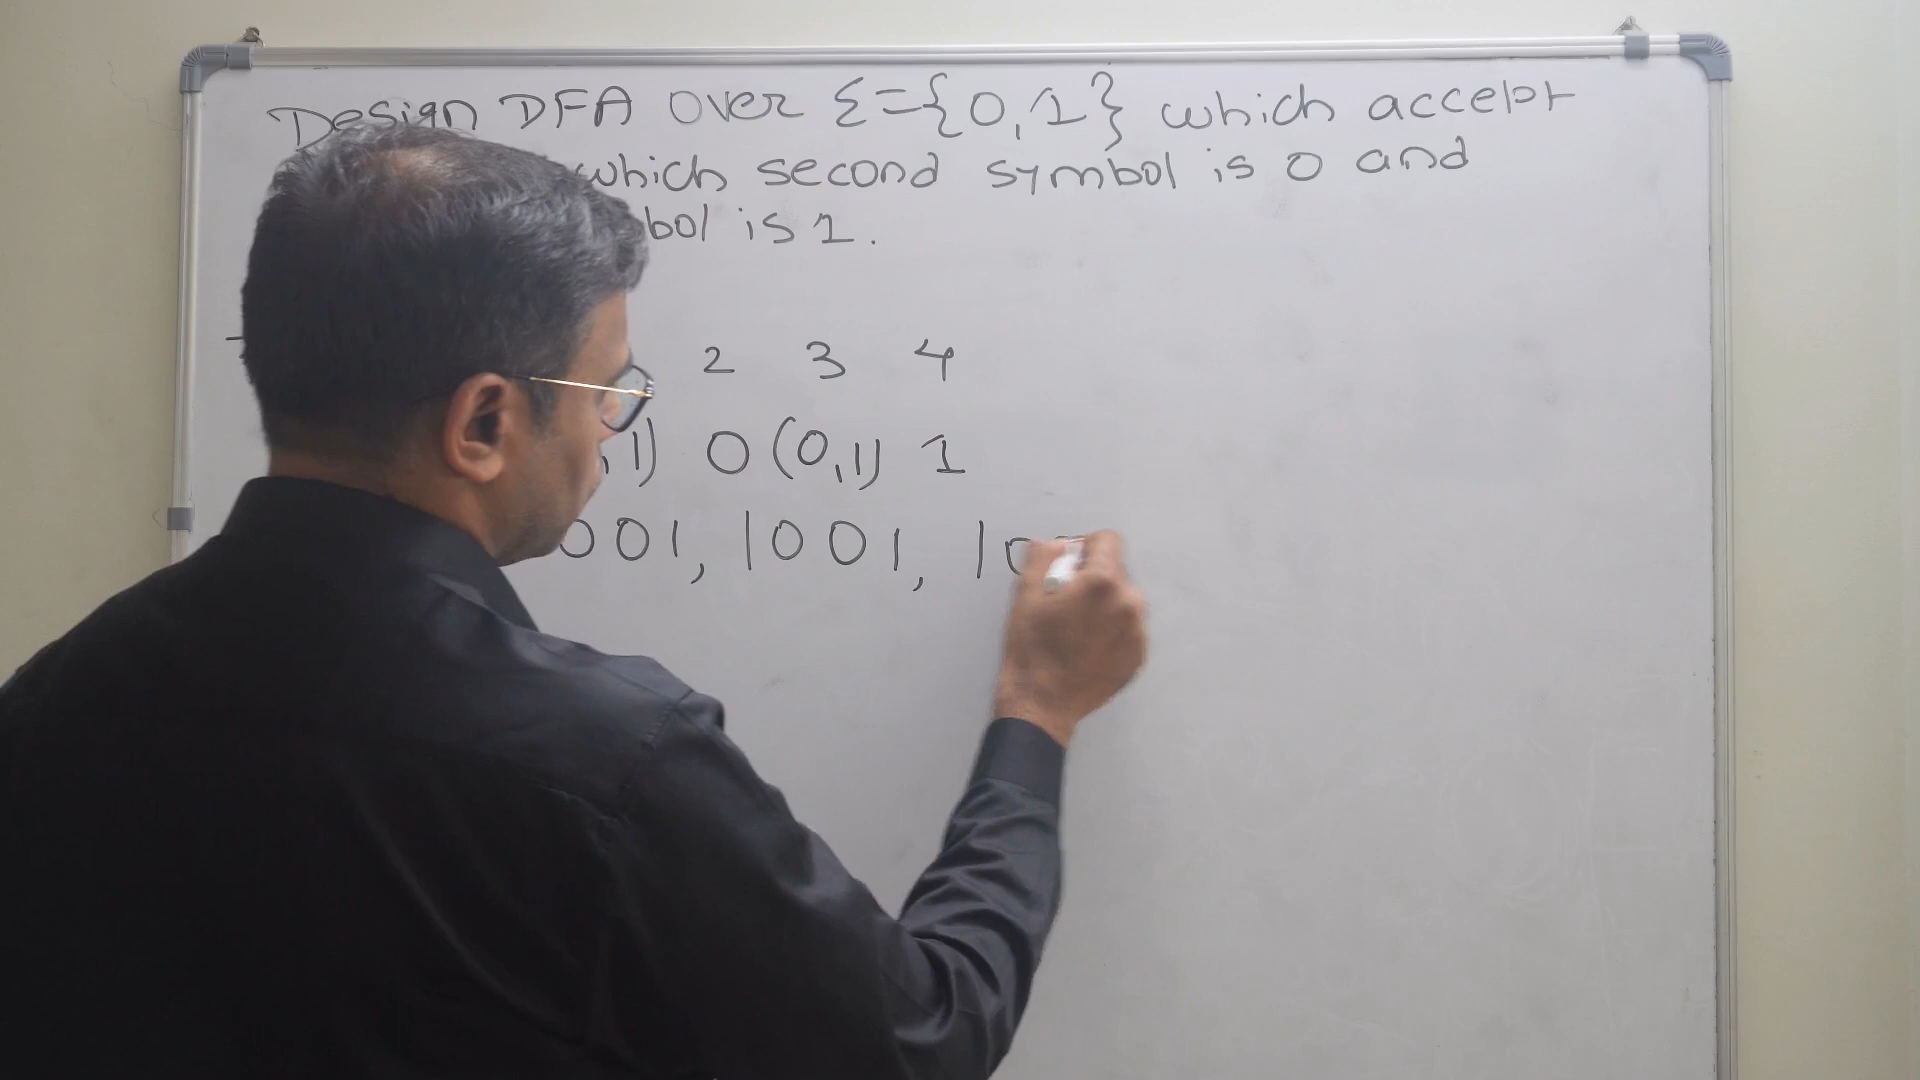 Design DFA over Σ={0,1} which accept
which second symbol is 0 and
bol is 1.
2 3 4
,1) 0 (0,1) 1
001, 1001, 10